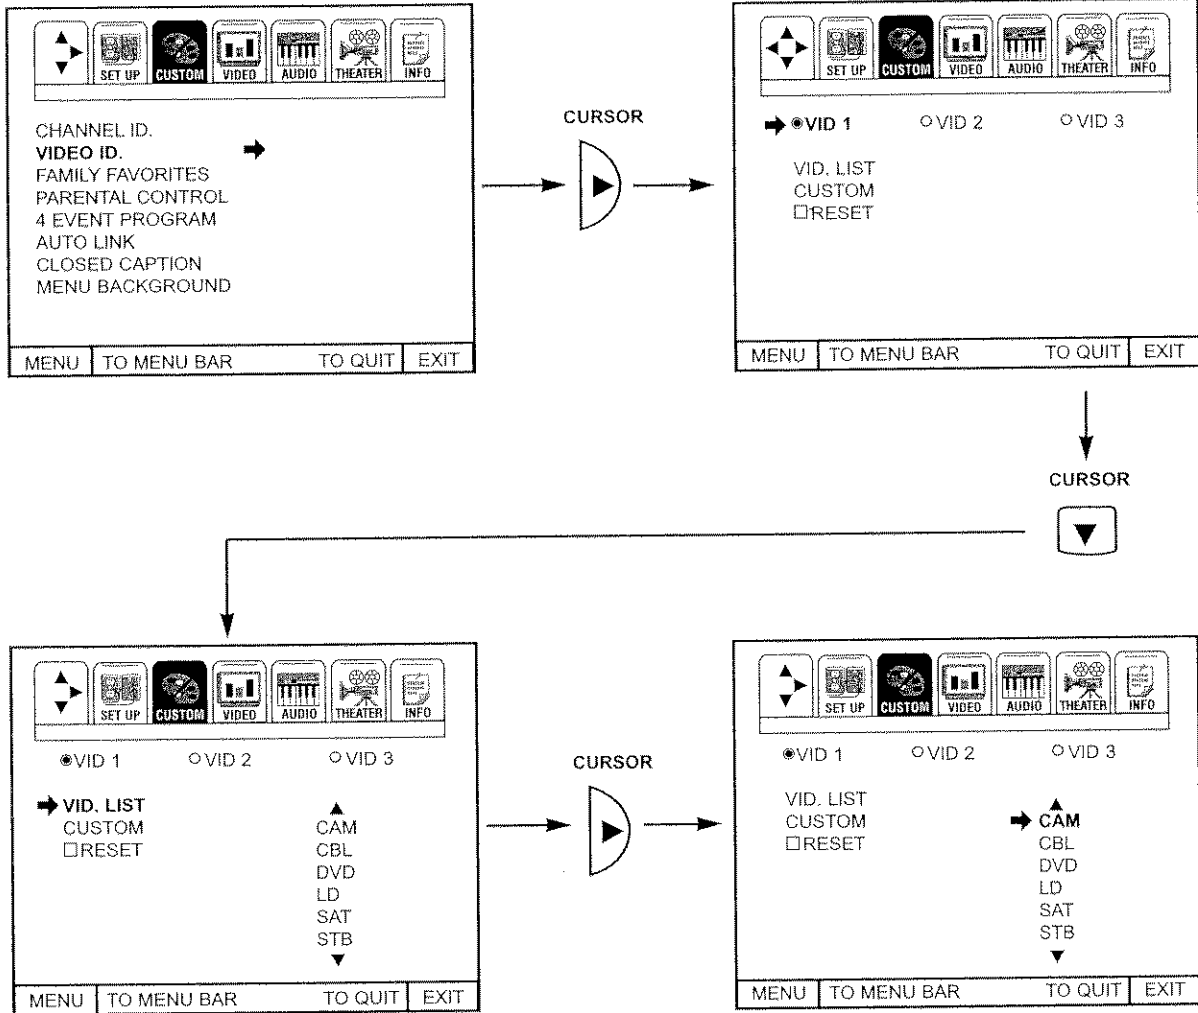 SET UP CUSTOM VIDEO AUDIO THEATER INFO
CHANNEL ID.
VIDEO ID.
FAMILY FAVORITES
PARENTAL CONTROL
4 EVENT PROGRAM
AUTO LINK
CLOSED CAPTION
MENU BACKGROUND
MENU TO MENU BAR TO QUIT EXIT
CURSOR
SET UP CUSTOM VIDEO AUDIO THEATER INFO
VID 1 VID 2 VID 3
VID. LIST
CUSTOM
RESET
MENU TO MENU BAR TO QUIT EXIT
CURSOR
SET UP CUSTOM VIDEO AUDIO THEATER INFO
VID 1 VID 2 VID 3
VID. LIST
CUSTOM
RESET
CAM
CBL
DVD
LD
SAT
STB
MENU TO MENU BAR TO QUIT EXIT
CURSOR
SET UP CUSTOM VIDEO AUDIO THEATER INFO
VID 1 VID 2 VID 3
VID. LIST
CUSTOM
RESET
CAM
CBL
DVD
LD
SAT
STB
MENU TO MENU BAR TO QUIT EXIT